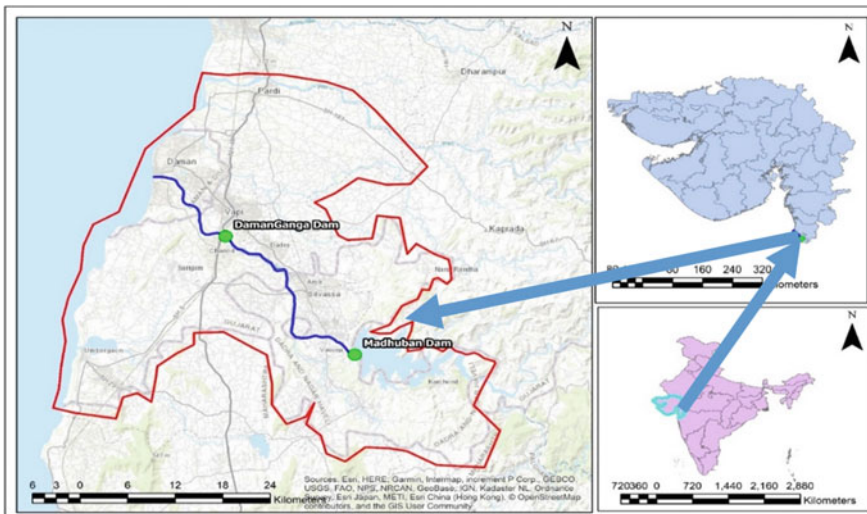 N
Dharampur
Pardi
Daman
Vapi
DamanGanga Dam
Kaprada
Silvassa
Madhuban Dam
GUJARAT
6 3 0 6 12 18 24
Kilometers
Sources: Esri, HERE, Garmin, Intermap, increment P Corp., GEBCO,
USGS, FAO, NPS, NRCAN, GeoBase, IGN, Kadaster NL, Ordnance
Survey, Esri Japan, METI, Esri China (Hong Kong), © OpenStreetMap
contributors, and the GIS User Community
N
160 240 320
Kilometers
N
720360 0 720 1,440 2,160 2,880
Kilometers